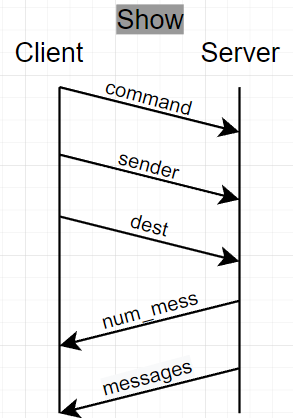 Show
Client Server
command
sender
dest
num_mess
messages